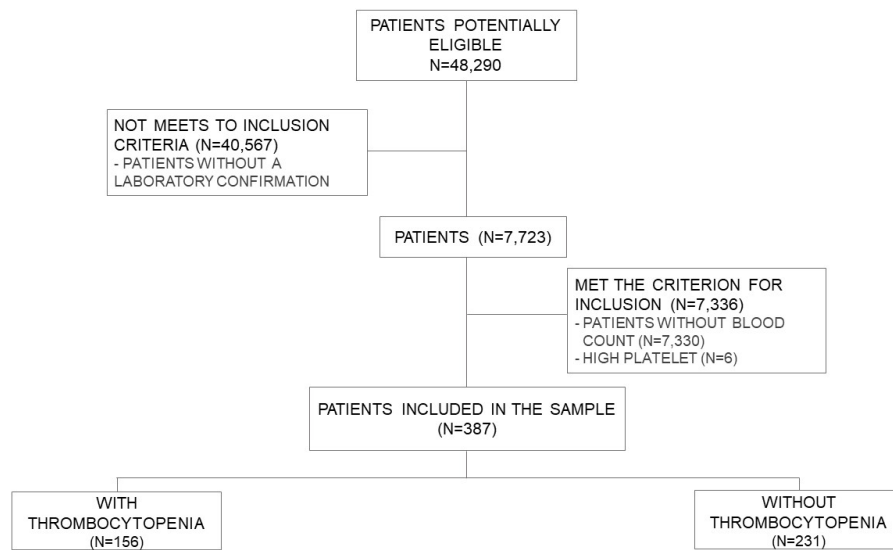 PATIENTS POTENTIALLY
ELIGIBLE
N=48,290
NOT MEETS TO INCLUSION
CRITERIA (N=40,567)
- PATIENTS WITHOUT A
LABORATORY CONFIRMATION
PATIENTS (N=7,723)
MET THE CRITERION FOR
INCLUSION (N=7,336)
- PATIENTS WITHOUT BLOOD
COUNT (N=7,330)
- HIGH PLATELET (N=6)
PATIENTS INCLUDED IN THE SAMPLE
(N=387)
WITH
THROMBOCYTOPENIA
(N=156)
WITHOUT
THROMBOCYTOPENIA
(N=231)